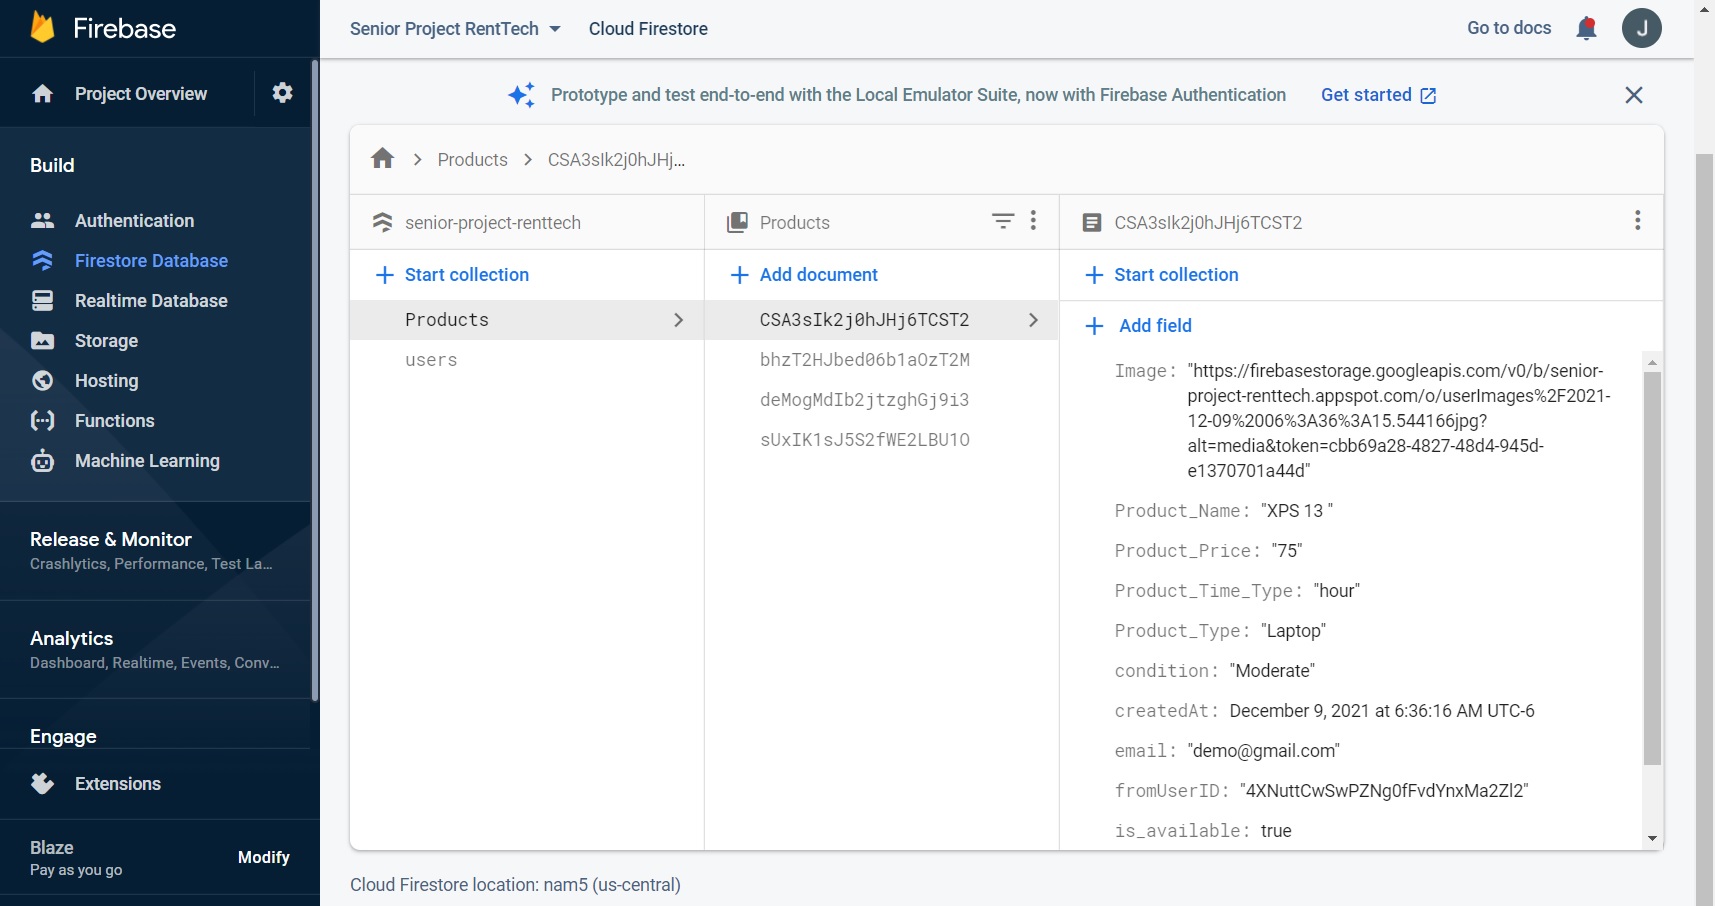 Firebase
Project Overview
Build
Authentication
Firestore Database
Realtime Database
Storage
Hosting
Functions
Machine Learning
Release & Monitor
Crashlytics, Performance, Test La...
Analytics
Dashboard, Realtime, Events, Conv...
Engage
Extensions
Blaze
Pay as you go
Modify
Senior Project RentTech
Cloud Firestore
Go to docs
J
Prototype and test end-to-end with the Local Emulator Suite, now with Firebase Authentication
Get started
Products
CSA3sIk2j0hJHj...
senior-project-renttech
Start collection
Products
users
Products
Add document
CSA3sIk2j0hJHj6TCST2
bhzT2HJbed06b1aOzT2M
deMogMdIb2jtzghGj9i3
sUxIK1sJ5S2fWE2LBU1O
CSA3sIk2j0hJHj6TCST2
Start collection
Add field
Image: "https://firebasestorage.googleapis.com/v0/b/senior-
project-renttech.appspot.com/o/userImages%2F2021-
12-09%2006%3A36%3A15.544166jpg?
alt=media&token=cbb69a28-4827-48d4-945d-
e1370701a44d"
Product_Name: "XPS 13 "
Product_Price: "75"
Product_Time_Type: "hour"
Product_Type: "Laptop"
condition: "Moderate"
createdAt: December 9, 2021 at 6:36:16 AM UTC-6
email: "demo@gmail.com"
fromUserID: "4XNuttCwSwPZNg0fFvdYnxMa2Zl2"
is_available: true
Cloud Firestore location: nam5 (us-central)